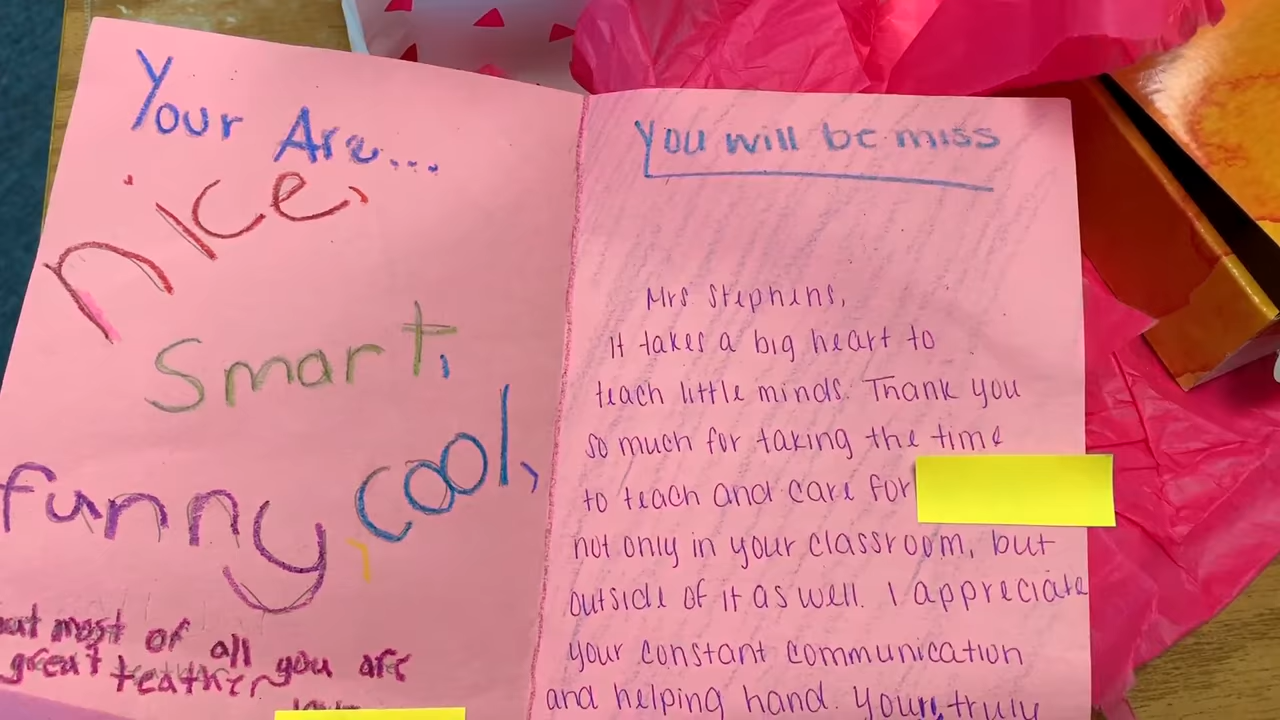 Your Are...
nice,
Smart,
funny, cool,
but most of all you are
great teather
You will be miss
Mrs Stephens,
It takes a big heart to
teach little minds. Thank you
so much for taking the time
to teach and care for
not only in your classroom, but
outside of it as well. I appreciate
your constant communication
and helping hand. Your truly